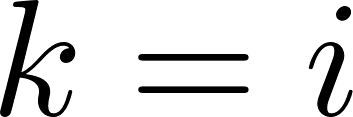 k = i